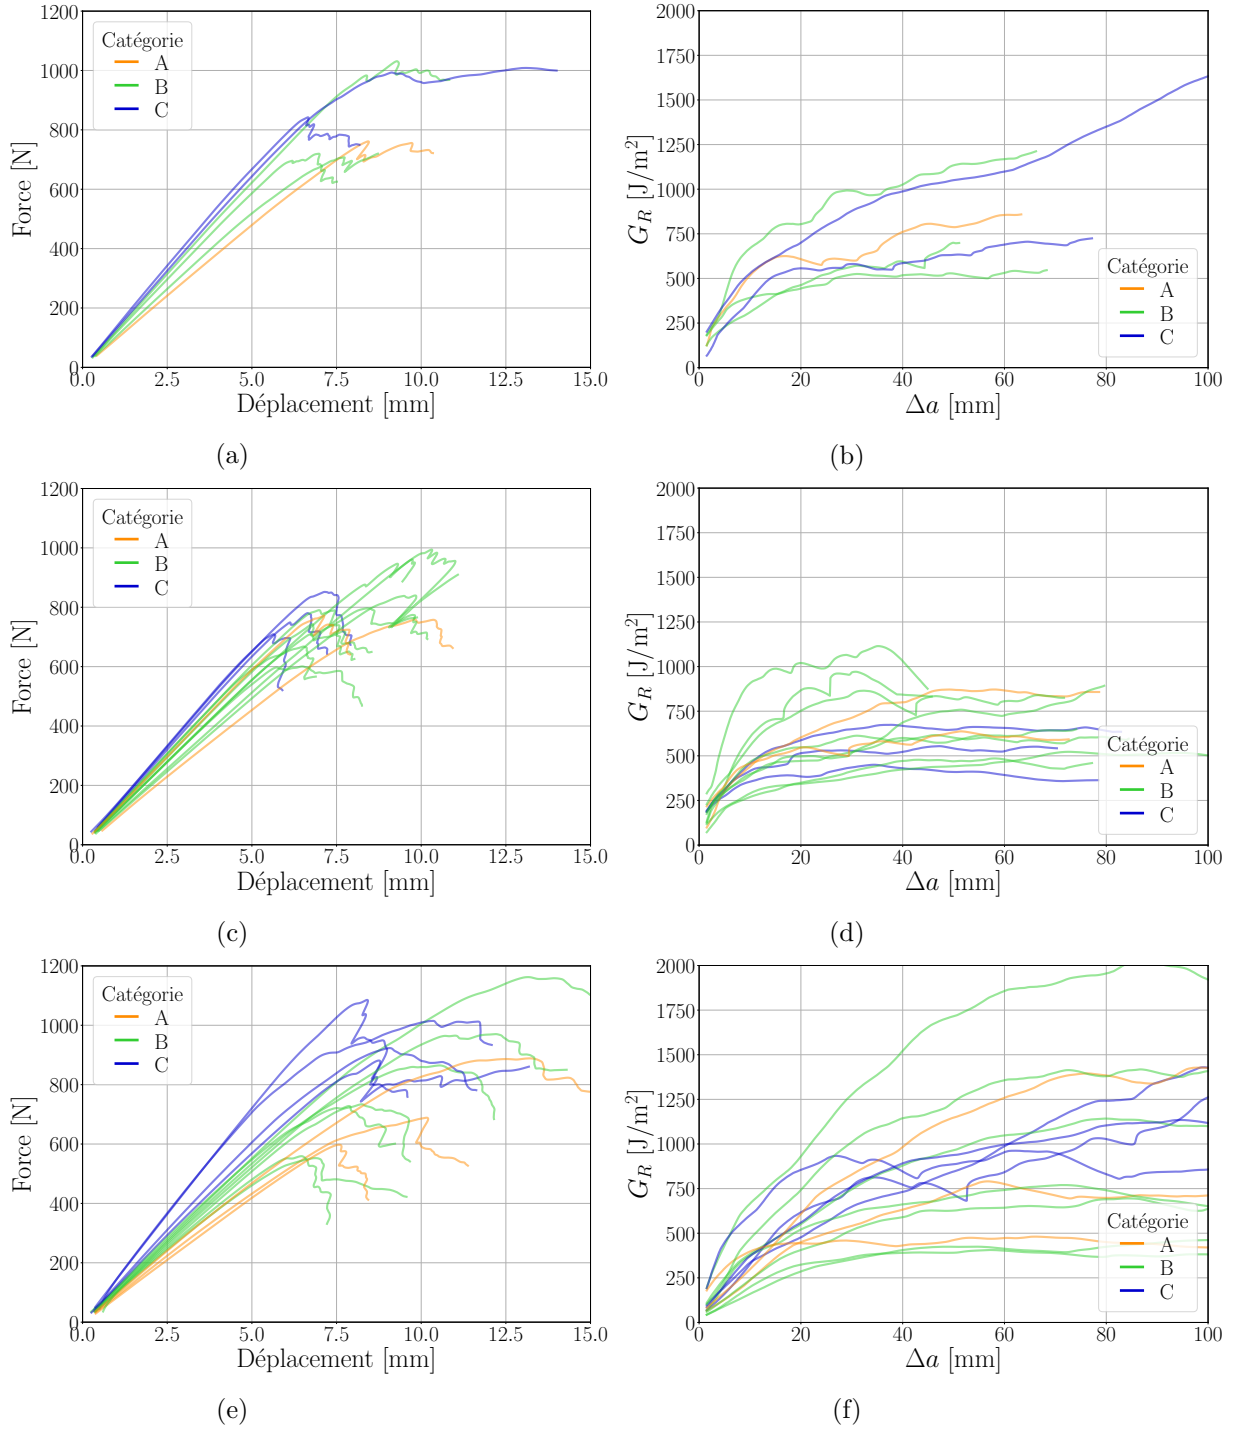 1200
1000
800
600
400
200
0
Force [N]
Catégorie
A
B
C
0.0 2.5 5.0 7.5 10.0 12.5 15.0
Déplacement [mm]
(a)
2000
1750
1500
1250
1000
750
500
250
0
G_R [J/m²]
Catégorie
A
B
C
0 20 40 60 80 100
Δa [mm]
(b)
1200
1000
800
600
400
200
0
Force [N]
Catégorie
A
B
C
0.0 2.5 5.0 7.5 10.0 12.5 15.0
Déplacement [mm]
(c)
2000
1750
1500
1250
1000
750
500
250
0
G_R [J/m²]
Catégorie
A
B
C
0 20 40 60 80 100
Δa [mm]
(d)
1200
1000
800
600
400
200
0
Force [N]
Catégorie
A
B
C
0.0 2.5 5.0 7.5 10.0 12.5 15.0
Déplacement [mm]
(e)
2000
1750
1500
1250
1000
750
500
250
0
G_R [J/m²]
Catégorie
A
B
C
0 20 40 60 80 100
Δa [mm]
(f)